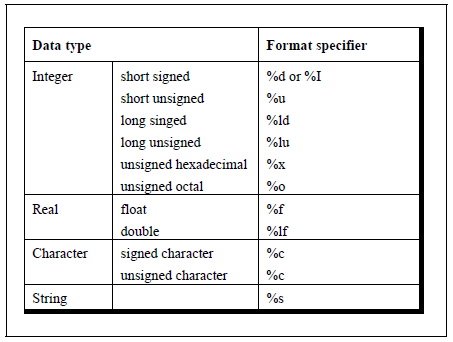 Data type Format specifier
Integer short signed %d or %I
short unsigned %u
long singed %ld
long unsigned %lu
unsigned hexadecimal %x
unsigned octal %o
Real float %f
double %lf
Character signed character %c
unsigned character %c
String %s